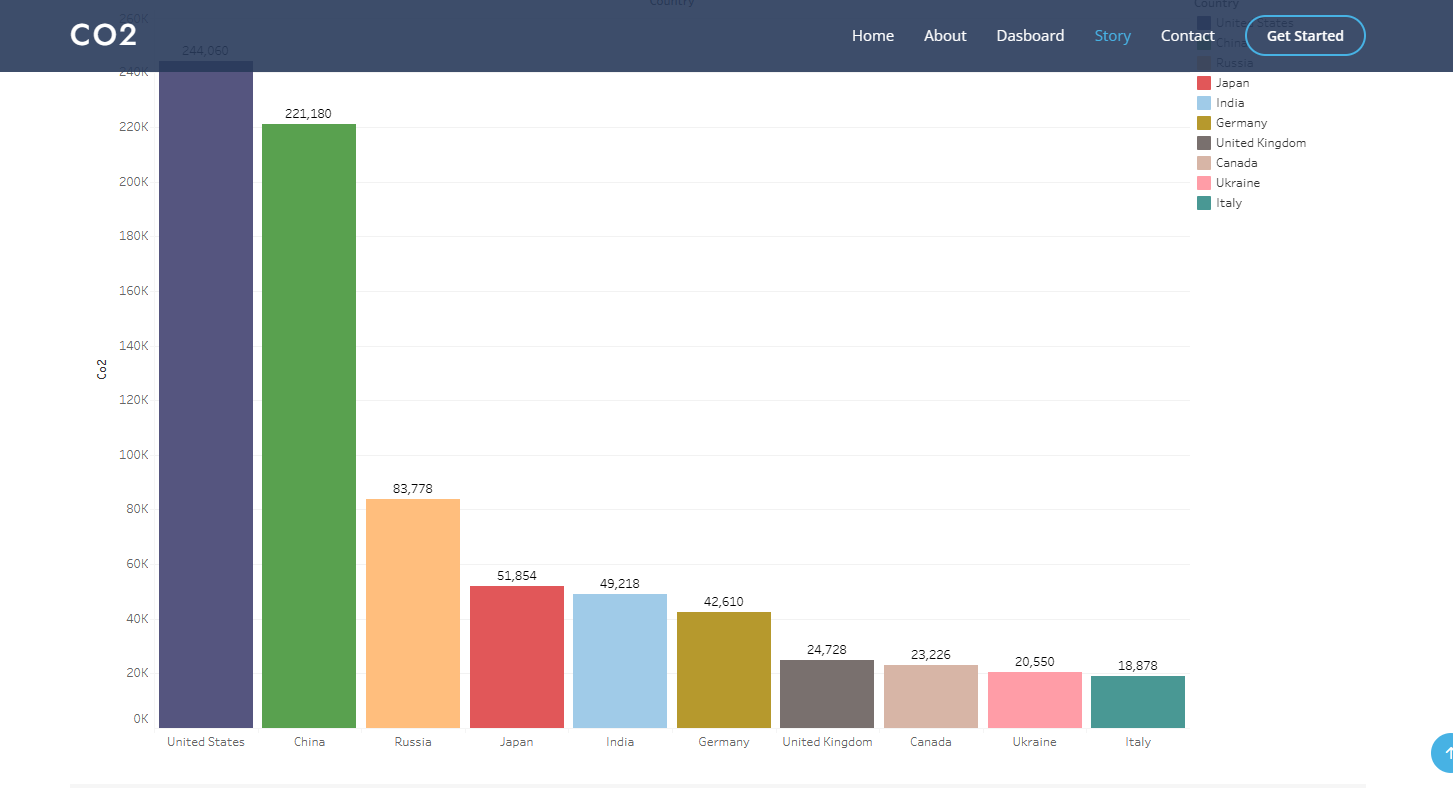 Country
Country
260K
CO2
Home About Dasboard Story Contact Get Started
United States
China
Russia
244,060
240K
Japan
India
Germany
United Kingdom
Canada
Ukraine
Italy
221,180
220K
200K
180K
160K
140K
Co2
120K
100K
83,778
80K
60K
51,854
49,218
42,610
40K
24,728
23,226
20,550
18,878
20K
0K
United States China Russia Japan India Germany United Kingdom Canada Ukraine Italy